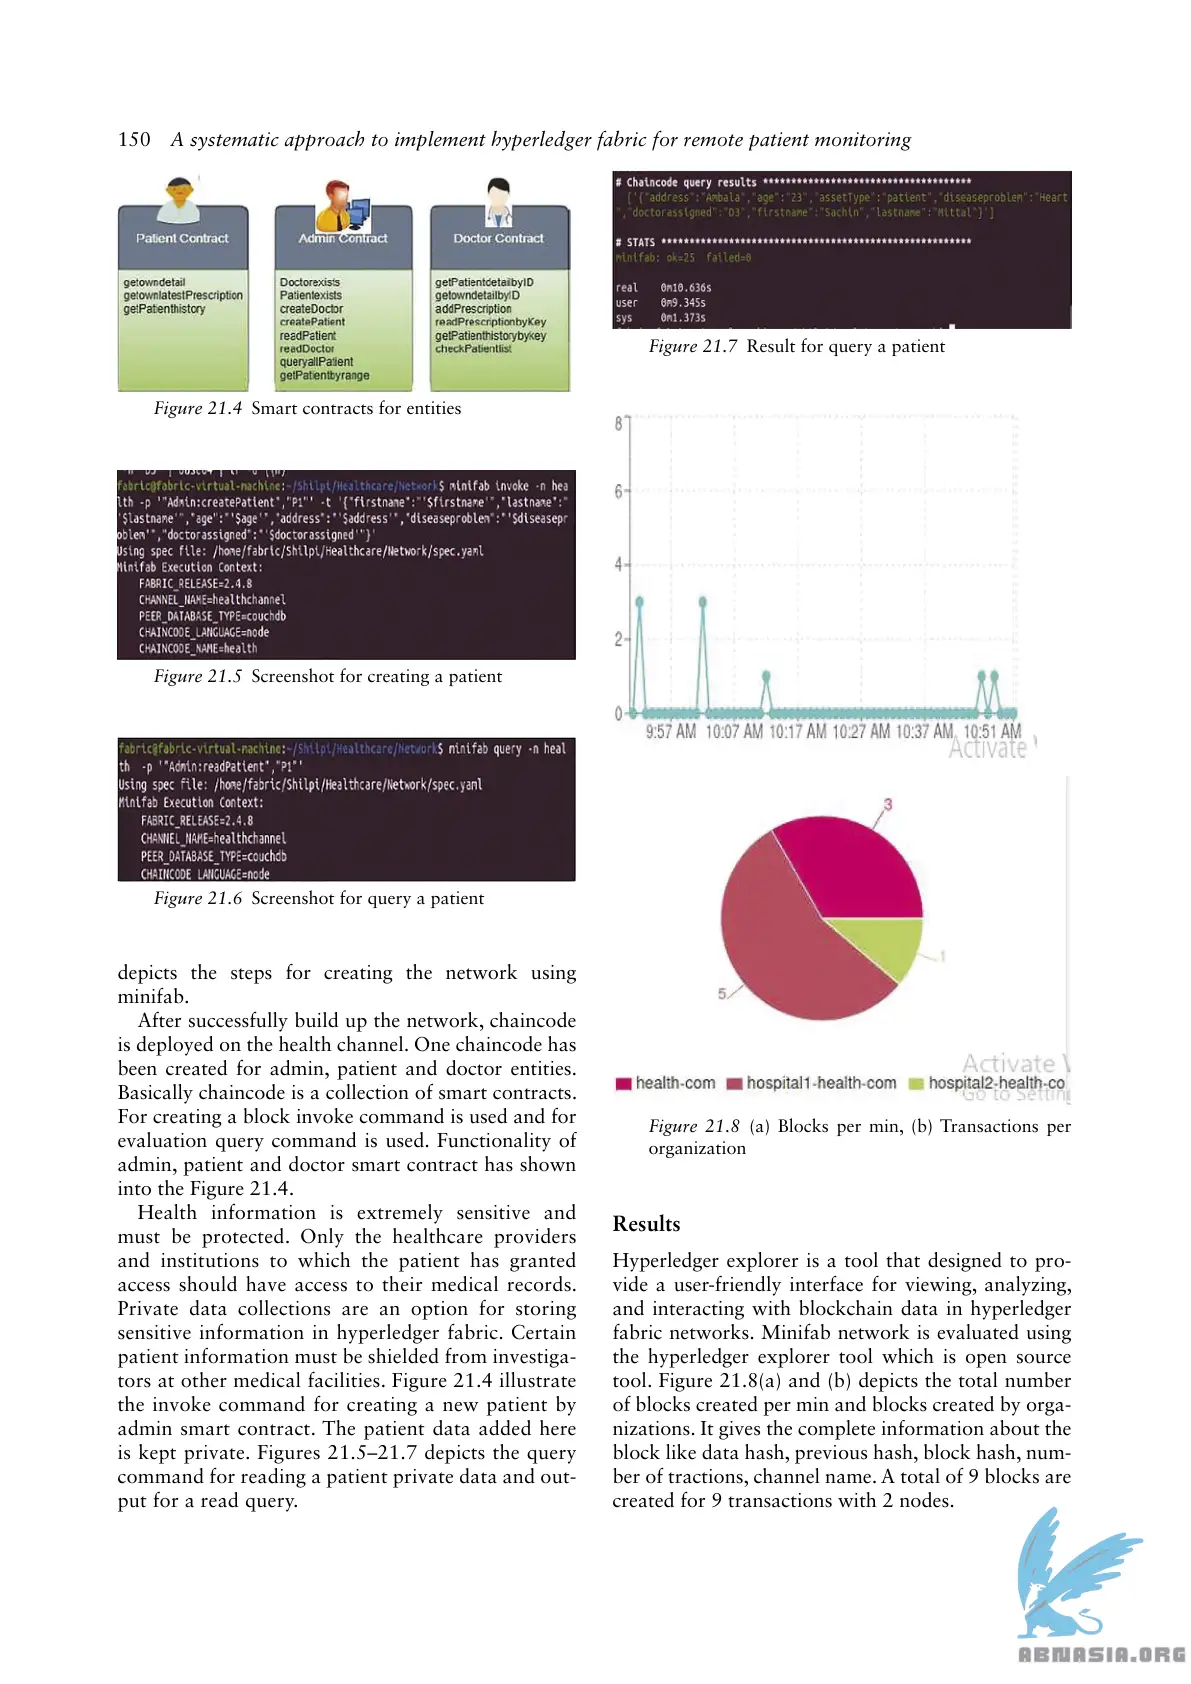 150 A systematic approach to implement hyperledger fabric for remote patient monitoring
Patient Contract
getowndetail
getownlatestPrescription
getPatienthistory
Admin Contract
Doctorexists
Patientexists
createDoctor
createPatient
readPatient
readDoctor
queryallPatient
getPatientbyrange
Doctor Contract
getPatientdetailbyID
getowndetailbyID
addPrescription
readPrescriptionbyKey
getPatienthistorybykey
checkPatientlist
Figure 21.4 Smart contracts for entities
fabric@fabric-virtual-machine:~/Shilpi/Healthcare/Network$ minifab invoke -n hea
lth -p '"Admin:createPatient","P1"' -t '{"firstname":"'$firstname'","lastname":"
'$lastname'","age":"'$age'","address":"'$address'","diseaseproblem":"'$diseasepr
oblem'","doctorassigned":"'$doctorassigned'"}'
Using spec file: /home/fabric/Shilpi/Healthcare/Network/spec.yaml
Minifab Execution Context:
FABRIC_RELEASE=2.4.8
CHANNEL_NAME=healthchannel
PEER_DATABASE_TYPE=couchdb
CHAINCODE_LANGUAGE=node
CHAINCODE_NAME=health
Figure 21.5 Screenshot for creating a patient
fabric@fabric-virtual-machine:~/Shilpi/Healthcare/Network$ minifab query -n heal
th -p '"Admin:readPatient","P1"'
Using spec file: /home/fabric/Shilpi/Healthcare/Network/spec.yaml
Minifab Execution Context:
FABRIC_RELEASE=2.4.8
CHANNEL_NAME=healthchannel
PEER_DATABASE_TYPE=couchdb
CHAINCODE LANGUAGE=node
Figure 21.6 Screenshot for query a patient
depicts the steps for creating the network using
minifab.
After successfully build up the network, chaincode
is deployed on the health channel. One chaincode has
been created for admin, patient and doctor entities.
Basically chaincode is a collection of smart contracts.
For creating a block invoke command is used and for
evaluation query command is used. Functionality of
admin, patient and doctor smart contract has shown
into the Figure 21.4.
Health information is extremely sensitive and
must be protected. Only the healthcare providers
and institutions to which the patient has granted
access should have access to their medical records.
Private data collections are an option for storing
sensitive information in hyperledger fabric. Certain
patient information must be shielded from investiga-
tors at other medical facilities. Figure 21.4 illustrate
the invoke command for creating a new patient by
admin smart contract. The patient data added here
is kept private. Figures 21.5–21.7 depicts the query
command for reading a patient private data and out-
put for a read query.
# Chaincode query results *************************************
['{"address":"Ambala","age":"23","assetType":"patient","diseaseproblem":"Heart
","doctorassigned":"D3","firstname":"Sachin","lastname":"Mittal"}']
# STATS *******************************************************
minifab: ok=25 failed=0
real 0m10.636s
user 0m9.345s
sys 0m1.373s
Figure 21.7 Result for query a patient
8
6
4
2
0
9:57 AM 10:07 AM 10:17 AM 10:27 AM 10:37 AM 10:51 AM
Activate
3
1
5
Activate
health-com hospital1-health-com hospital2-health-co
Go to Setting
Figure 21.8 (a) Blocks per min, (b) Transactions per
organization
Results
Hyperledger explorer is a tool that designed to pro-
vide a user-friendly interface for viewing, analyzing,
and interacting with blockchain data in hyperledger
fabric networks. Minifab network is evaluated using
the hyperledger explorer tool which is open source
tool. Figure 21.8(a) and (b) depicts the total number
of blocks created per min and blocks created by orga-
nizations. It gives the complete information about the
block like data hash, previous hash, block hash, num-
ber of tractions, channel name. A total of 9 blocks are
created for 9 transactions with 2 nodes.
ABNASIA.ORG